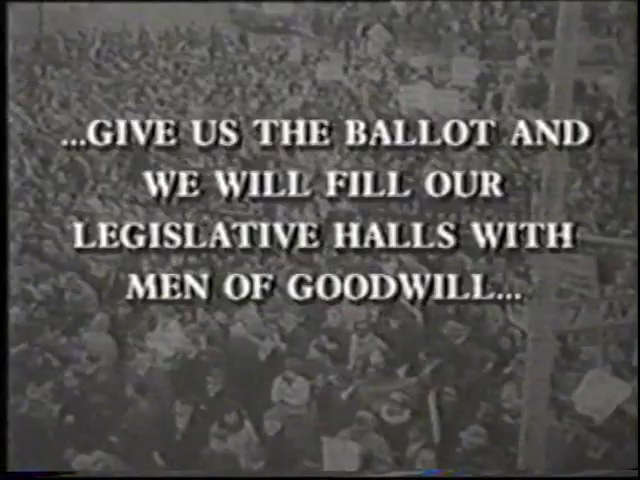 ...GIVE US THE BALLOT AND
WE WILL FILL OUR
LEGISLATIVE HALLS WITH
MEN OF GOODWILL...